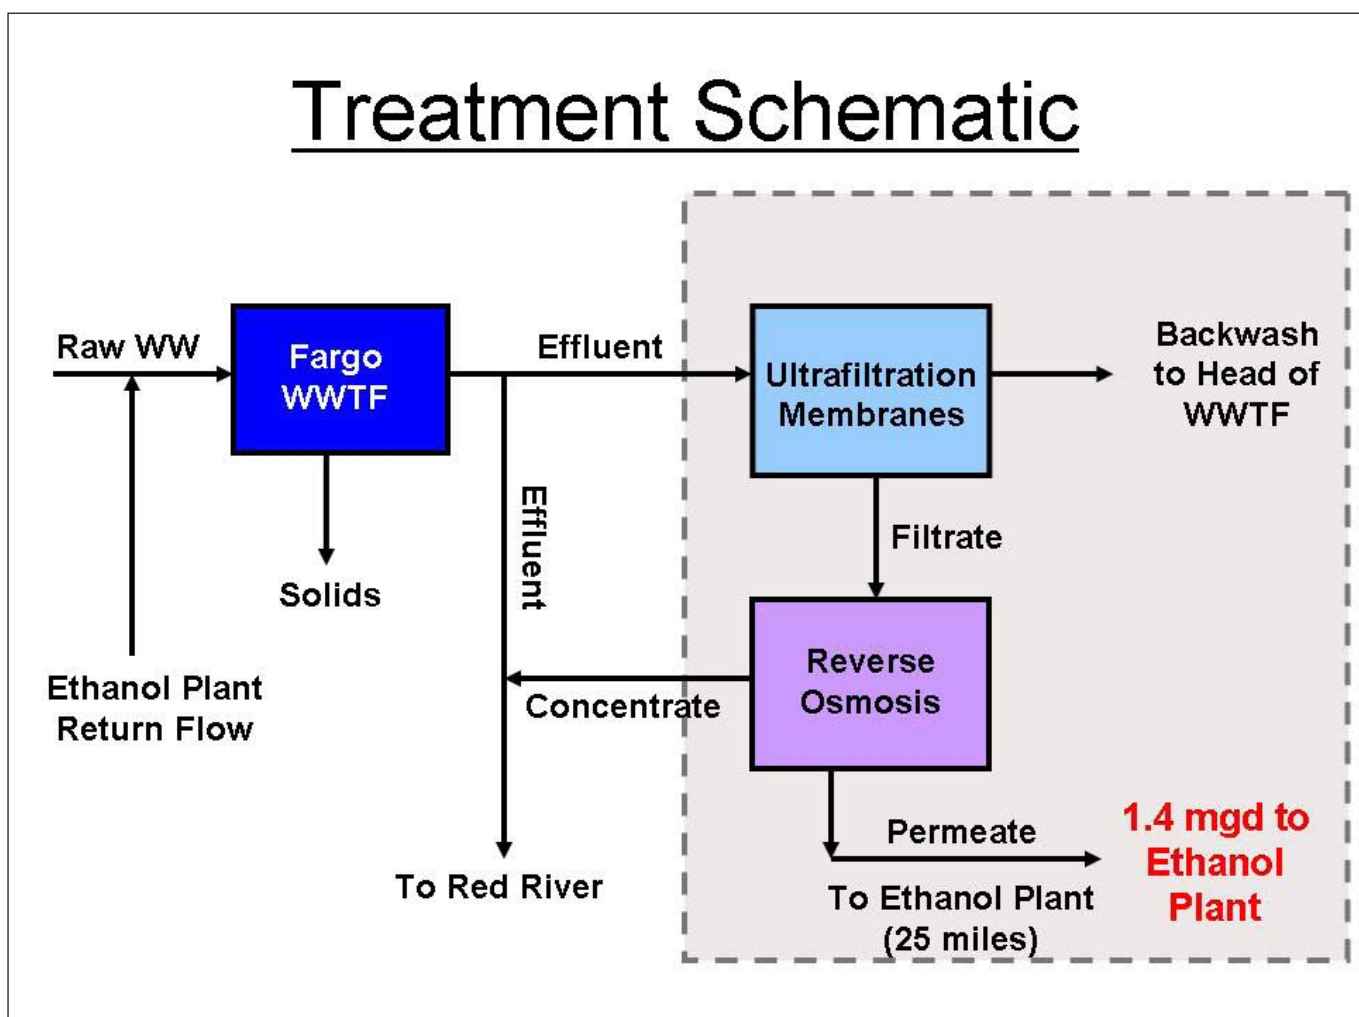 Treatment Schematic
Raw WW
Fargo
WWTF
Effluent
Ultrafiltration
Membranes
Backwash
to Head of
WWTF
Effluent
Filtrate
Solids
Ethanol Plant
Return Flow
Concentrate
Reverse
Osmosis
To Red River
Permeate
To Ethanol Plant
(25 miles)
1.4 mgd to
Ethanol
Plant